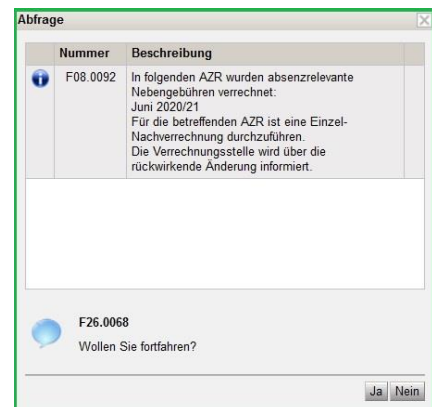 Abfrage
Nummer Beschreibung
F08.0092 In folgenden AZR wurden absenzrelevante
Nebengebühren verrechnet:
Juni 2020/21
Für die betreffenden AZR ist eine Einzel-
Nachverrechnung durchzuführen.
Die Verrechnungsstelle wird über die
rückwirkende Änderung informiert.
F26.0068
Wollen Sie fortfahren?
Ja Nein